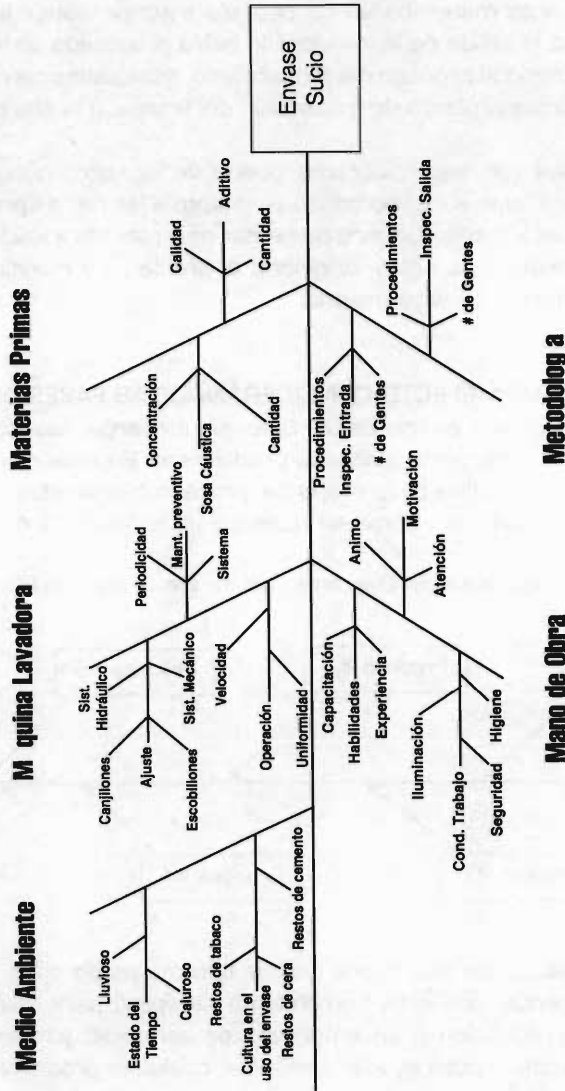 Medio Ambiente
M quina Lavadora
Materias Primas
Lluvioso
Estado del
Tiempo
Caluroso
Restos de tabaco
Cultura en el
uso del envase
Restos de cera
Restos de cemento
Sist.
Hidráulico
Canjillones
Ajuste
Escobillones
Sist. Mecánico
Periodicidad
Mant. preventivo
Sistema
Velocidad
Operación
Uniformidad
Concentración
Sosa Cáustica
Cantidad
Calidad
Aditivo
Cantidad
Envase
Sucio
Capacitación
Habilidades
Experiencia
Animo
Motivación
Atención
Iluminación
Cond. Trabajo
Seguridad
Higiene
Procedimientos
Inspec. Entrada
# de Gentes
Procedimientos
Inspec. Salida
# de Gentes
Mano de Obra
Metodolog a